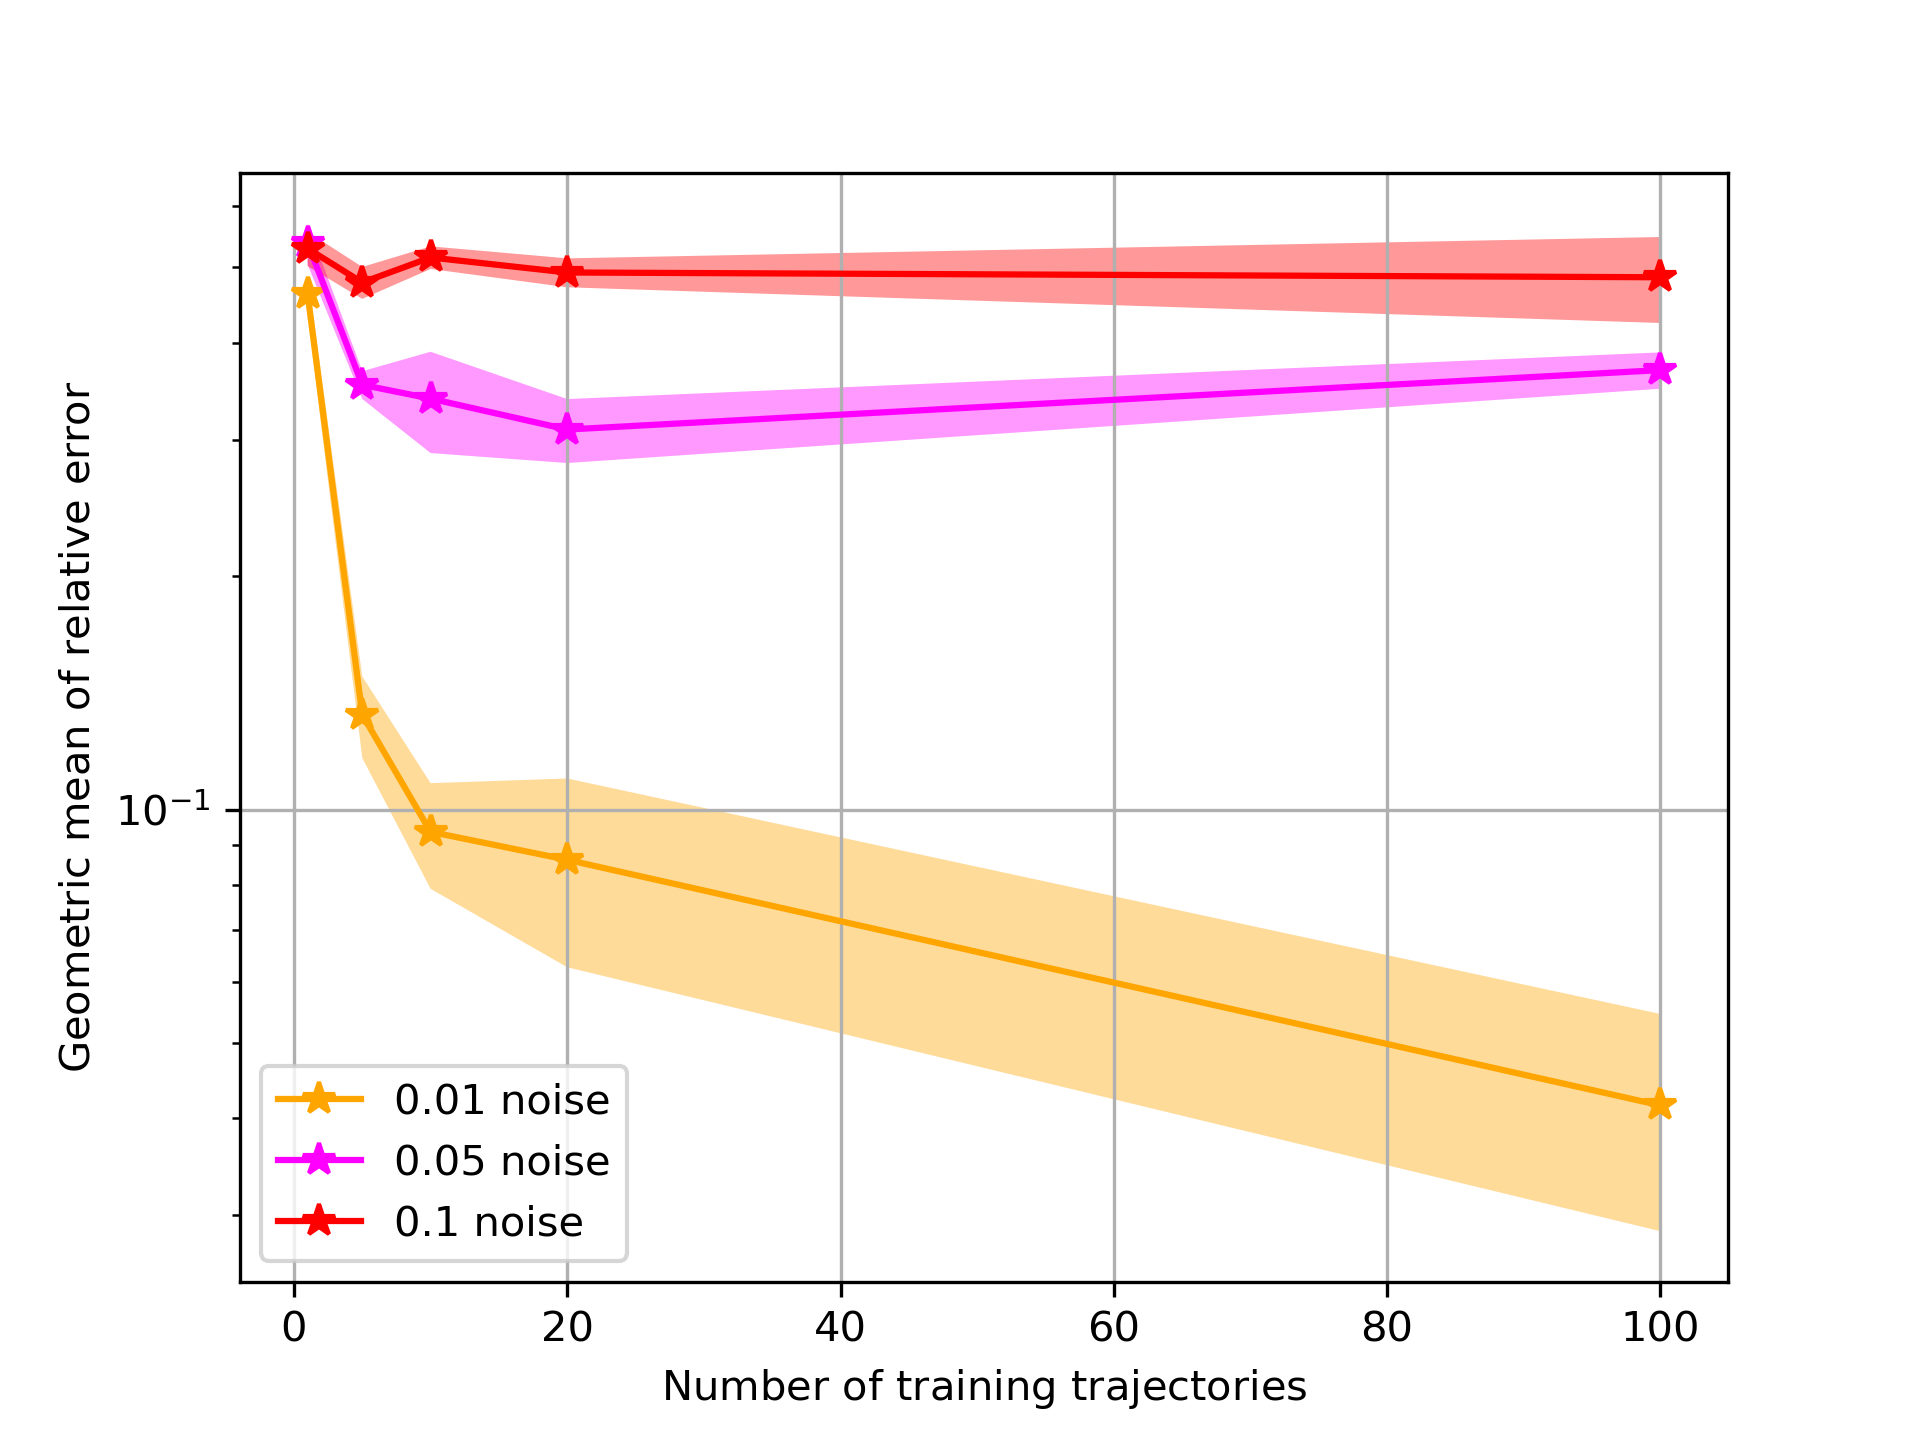 Geometric mean of relative error
10⁻¹
0.01 noise
0.05 noise
0.1 noise
0 20 40 60 80 100
Number of training trajectories